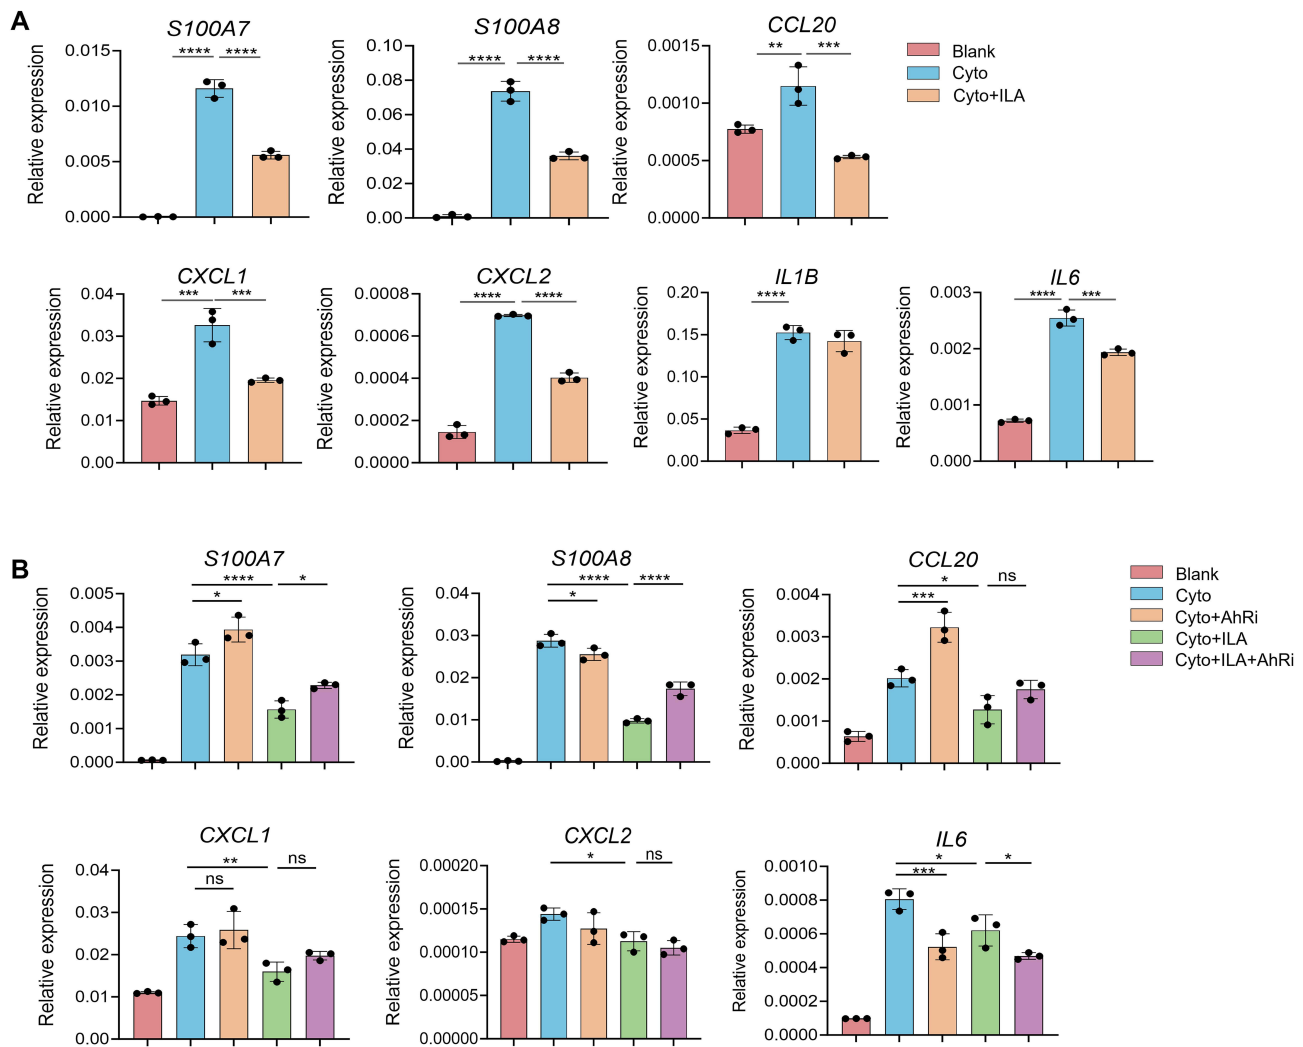 A
S100A7
Relative expression
0.015
0.010
0.005
0.000
**** ****
S100A8
Relative expression
0.10
0.08
0.06
0.04
0.02
0.00
**** ****
CCL20
Relative expression
0.0015
0.0010
0.0005
0.0000
** ***
Blank
Cyto
Cyto+ILA
CXCL1
Relative expression
0.04
0.03
0.02
0.01
0.00
*** ***
CXCL2
Relative expression
0.0008
0.0006
0.0004
0.0002
0.0000
**** ****
IL1B
Relative expression
0.20
0.15
0.10
0.05
0.00
****
IL6
Relative expression
0.003
0.002
0.001
0.000
**** ***
B
S100A7
Relative expression
0.005
0.004
0.003
0.002
0.001
0.000
**** *
*
S100A8
Relative expression
0.04
0.03
0.02
0.01
0.00
**** ****
*
CCL20
Relative expression
0.004
0.003
0.002
0.001
0.000
* ns
***
Blank
Cyto
Cyto+AhRi
Cyto+ILA
Cyto+ILA+AhRi
CXCL1
Relative expression
0.04
0.03
0.02
0.01
0.00
** ns
ns
CXCL2
Relative expression
0.00020
0.00015
0.00010
0.00005
0.00000
* ns
IL6
Relative expression
0.0010
0.0008
0.0006
0.0004
0.0002
0.0000
* *
***